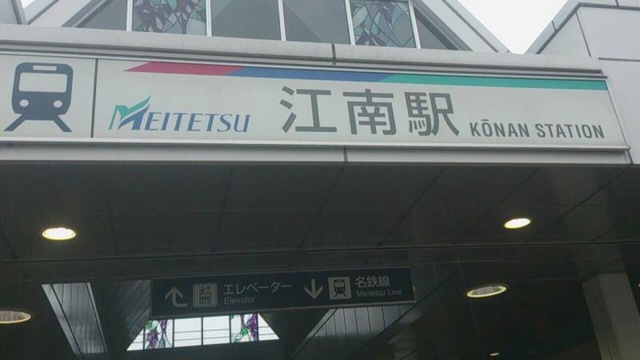 MEITETSU 江南駅 KŌNAN STATION
エレベーター 名鉄線
Elevator Meitetsu Line